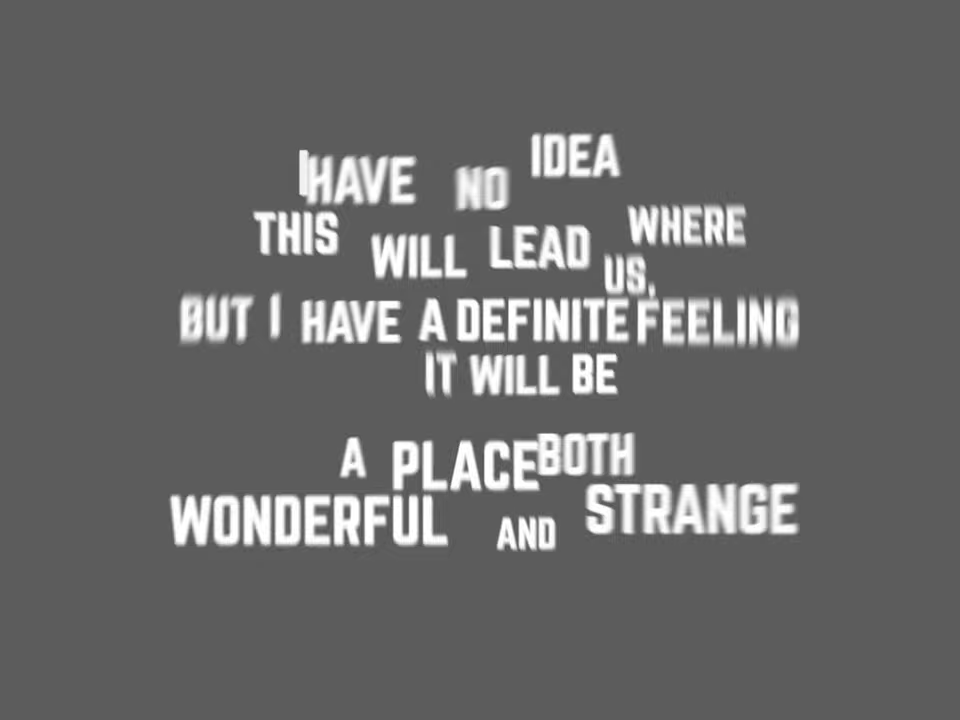 I HAVE NO IDEA
THIS WILL LEAD WHERE
US,
BUT I HAVE A DEFINITE FEELING
IT WILL BE
A PLACE BOTH
WONDERFUL AND STRANGE